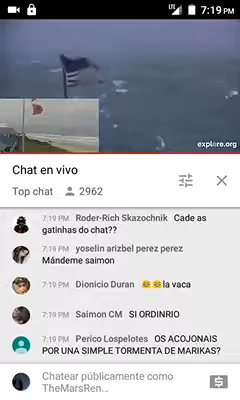 LTE 7:19 PM
explore.org
Chat en vivo
Top chat 2962
7:19 PM Roder-Rich Skazochnik Cade as
gatinhas do chat??
7:19 PM yoselin arizbel perez perez
Mándeme saimon
7:19 PM Dionicio Duran 😊😊la vaca
7:19 PM Saimon CM SI ORDINRIO
7:19 PM Perico Lospelotes OS ACOJONAIS
POR UNA SIMPLE TORMENTA DE MARIKAS?
Chatear públicamente como
TheMarsRen...